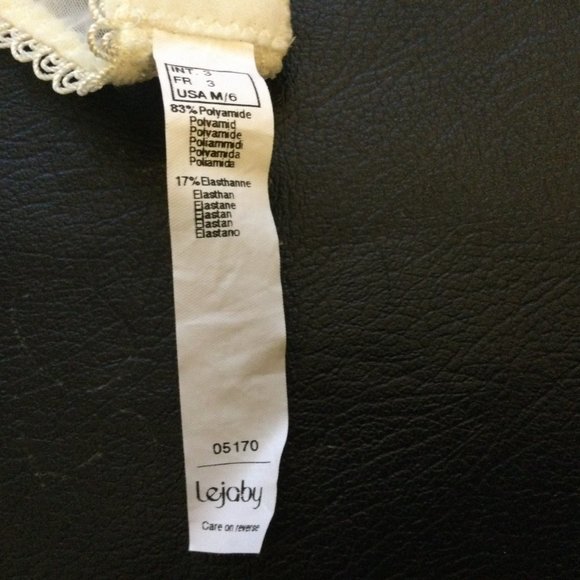 INT. 3
FR 3
USA M/6
83% Polyamide
Polyamid
Polyamide
Poliammidi
Polyamida
Poliamida
17% Elasthanne
Elasthan
Elastane
Elastan
Elastan
Elastano
05170
Lejaby
Care on reverse